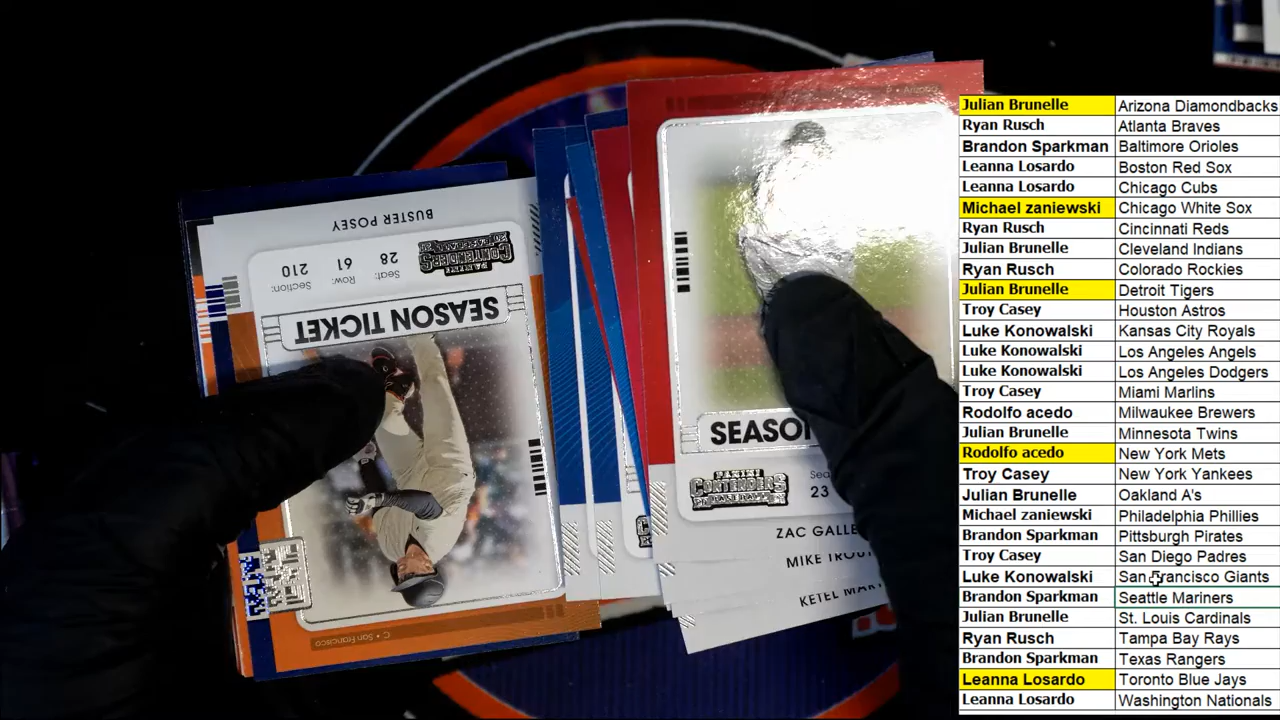 BUSTER POSEY
PANINI
CONTENDERS
Section: Row: Seat:
210 61 28
SEASON TICKET
C • San Francisco
P • Arizona
SEASO
PANINI
CONTENDERS
BASEBALL
Sea
23
ZAC GALLE
MIKE TROUT
KETEL MAR
Julian Brunelle Arizona Diamondbacks
Ryan Rusch Atlanta Braves
Brandon Sparkman Baltimore Orioles
Leanna Losardo Boston Red Sox
Leanna Losardo Chicago Cubs
Michael zaniewski Chicago White Sox
Ryan Rusch Cincinnati Reds
Julian Brunelle Cleveland Indians
Ryan Rusch Colorado Rockies
Julian Brunelle Detroit Tigers
Troy Casey Houston Astros
Luke Konowalski Kansas City Royals
Luke Konowalski Los Angeles Angels
Luke Konowalski Los Angeles Dodgers
Troy Casey Miami Marlins
Rodolfo acedo Milwaukee Brewers
Julian Brunelle Minnesota Twins
Rodolfo acedo New York Mets
Troy Casey New York Yankees
Julian Brunelle Oakland A's
Michael zaniewski Philadelphia Phillies
Brandon Sparkman Pittsburgh Pirates
Troy Casey San Diego Padres
Luke Konowalski San Francisco Giants
Brandon Sparkman Seattle Mariners
Julian Brunelle St. Louis Cardinals
Ryan Rusch Tampa Bay Rays
Brandon Sparkman Texas Rangers
Leanna Losardo Toronto Blue Jays
Leanna Losardo Washington Nationals